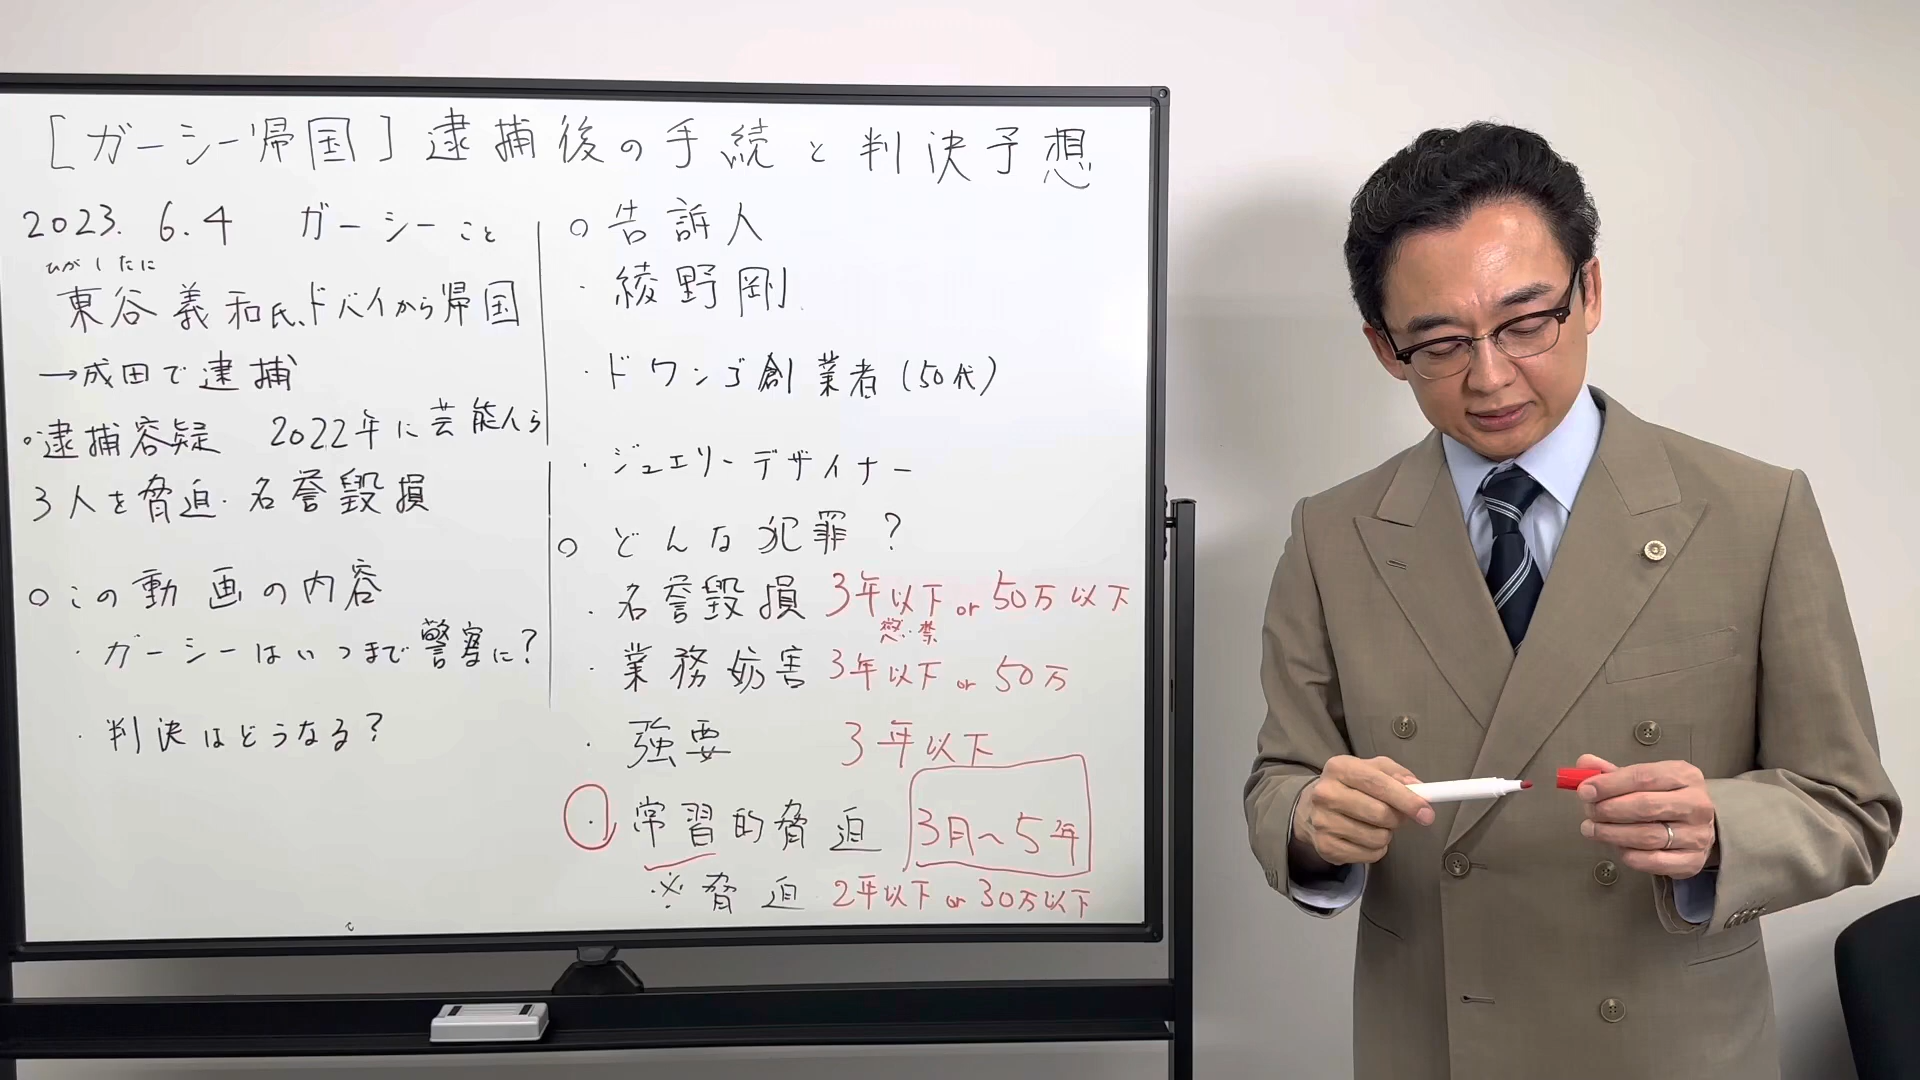 [ガーシー帰国]逮捕後の手続と判決予想
2023.6.4 ガーシーこと
ひがしたに
東谷義和氏、ドバイから帰国
→成田で逮捕
○逮捕容疑 2022年に芸能人ら
3人を脅迫・名誉毀損
○この動画の内容
・ガーシーはいつまで警察に?
・判決はどうなる?
○告訴人
・綾野剛
・ドワンゴ創業者(50代)
・ジュエリーデザイナー
○どんな犯罪?
・名誉毀損 3年以下 or 50万以下
懲・禁
・業務妨害 3年以下 or 50万
・強要 3年以下
・常習的脅迫 3月〜5年
※脅迫 2年以下 or 30万以下